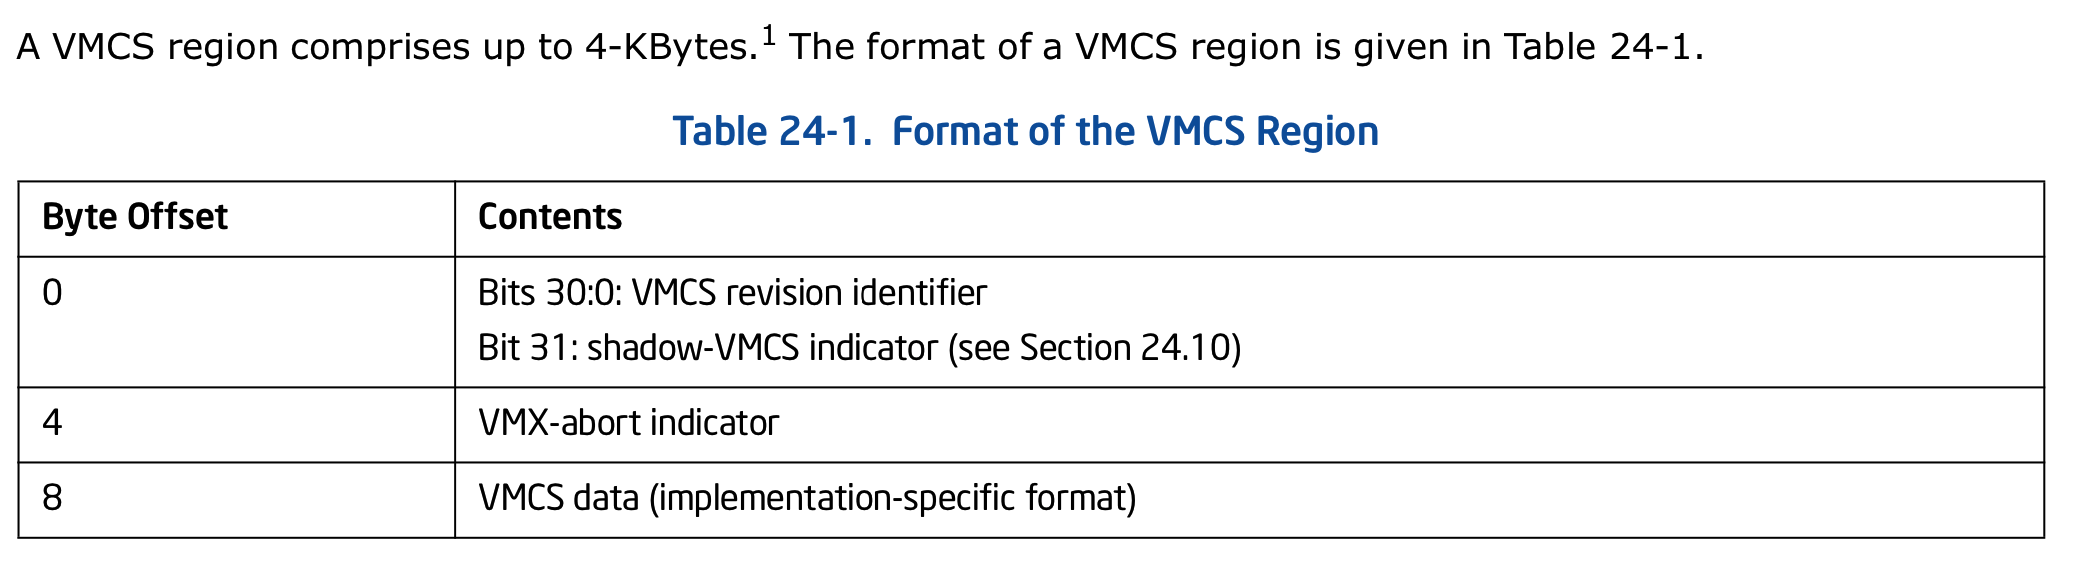 A VMCS region comprises up to 4-KBytes.¹ The format of a VMCS region is given in Table 24-1.
Table 24-1. Format of the VMCS Region
Byte Offset Contents
0 Bits 30:0: VMCS revision identifier
Bit 31: shadow-VMCS indicator (see Section 24.10)
4 VMX-abort indicator
8 VMCS data (implementation-specific format)